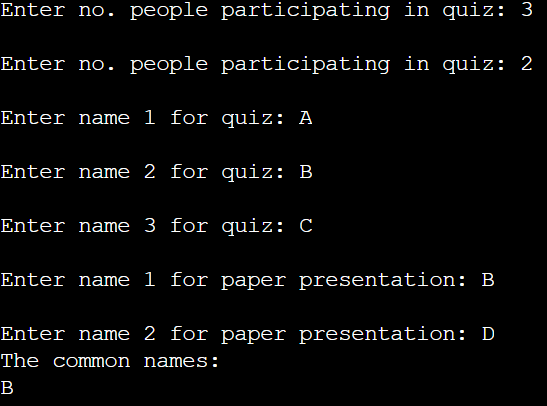 Enter no. people participating in quiz: 3
Enter no. people participating in quiz: 2
Enter name 1 for quiz: A
Enter name 2 for quiz: B
Enter name 3 for quiz: C
Enter name 1 for paper presentation: B
Enter name 2 for paper presentation: D
The common names:
B